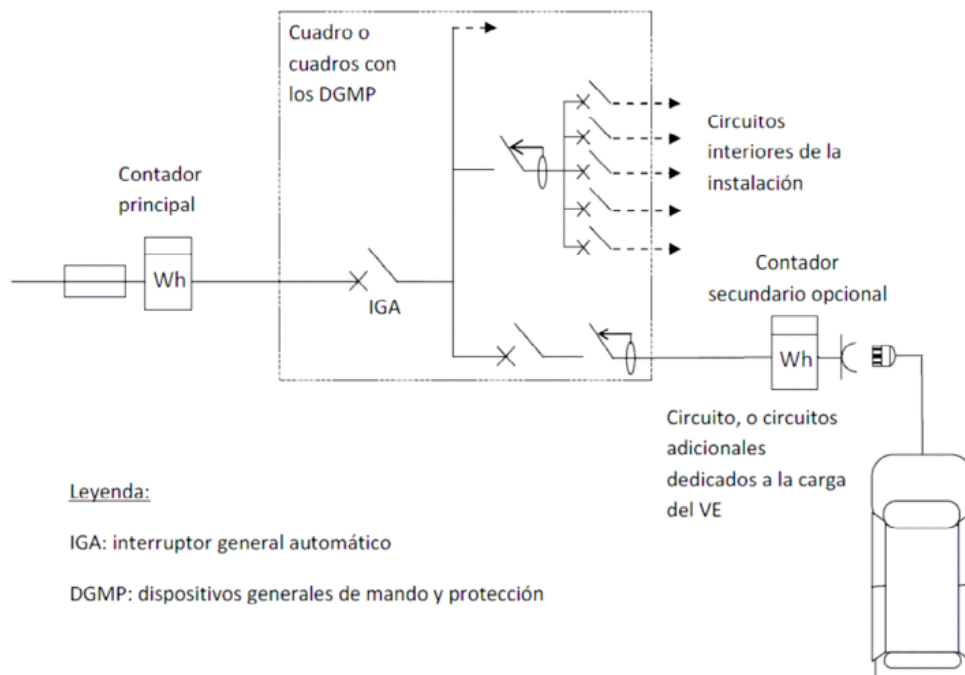 Cuadro o
cuadros con
los DGMP
Circuitos
interiores de la
instalación
Contador
principal
Wh
IGA
Contador
secundario opcional
Wh
Circuito, o circuitos
adicionales
dedicados a la carga
del VE
Leyenda:
IGA: interruptor general automático
DGMP: dispositivos generales de mando y protección